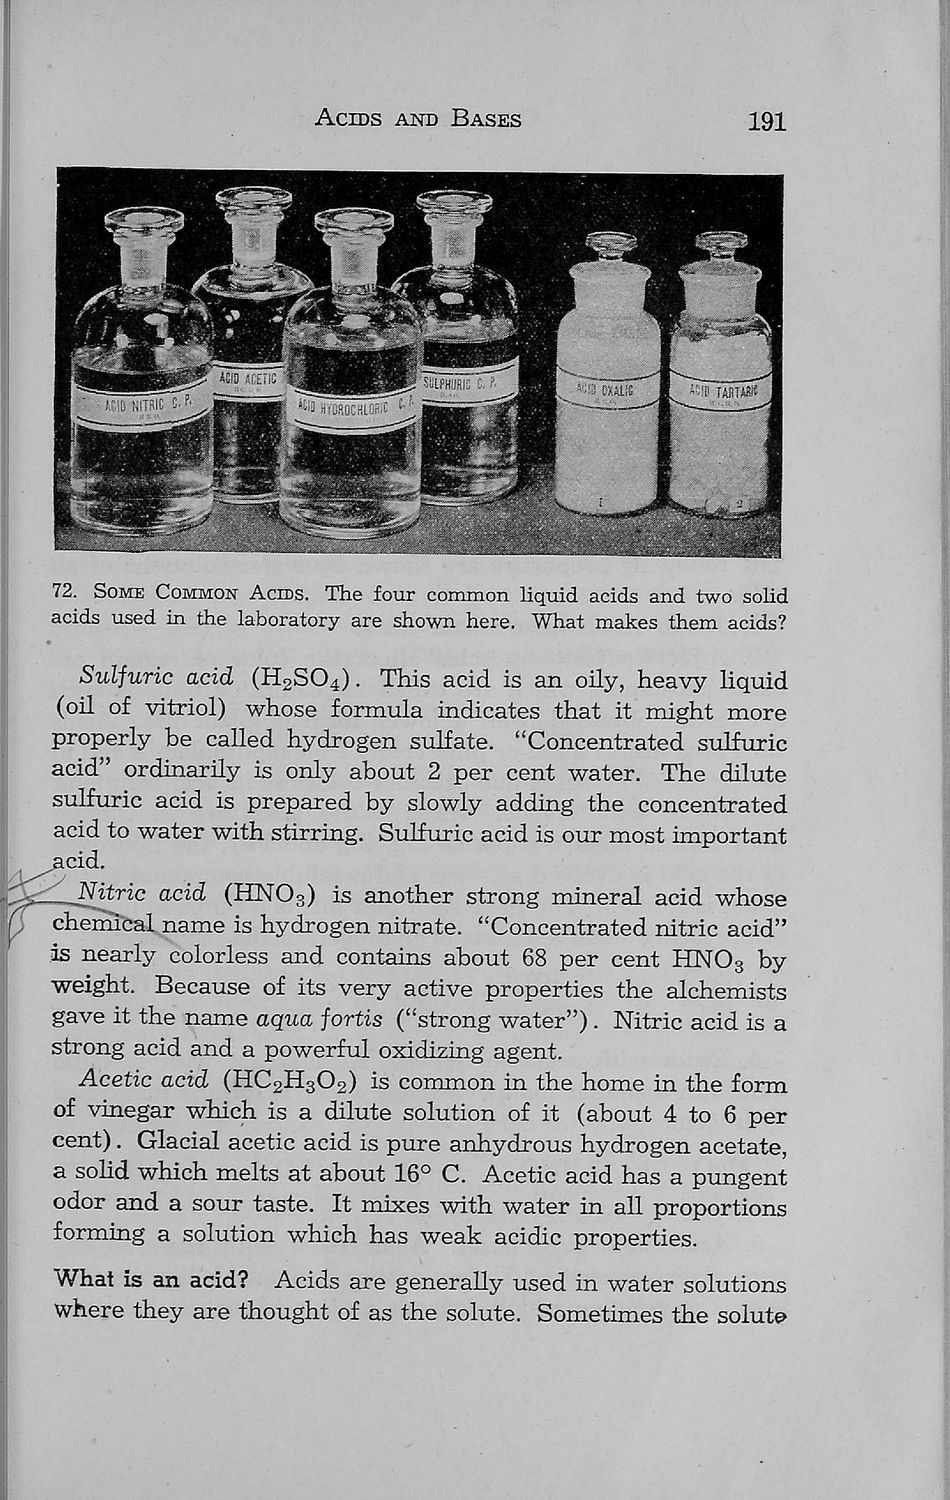 Acids and Bases 191
ACID NITRIC C. P.
ACID ACETIC
ACID HYDROCHLORIC C. P.
SULPHURIC C. P.
ACID OXALIC
ACID TARTARIC
1
2
72. Some Common Acids. The four common liquid acids and two solid
acids used in the laboratory are shown here. What makes them acids?
Sulfuric acid (H₂SO₄). This acid is an oily, heavy liquid
(oil of vitriol) whose formula indicates that it might more
properly be called hydrogen sulfate. “Concentrated sulfuric
acid” ordinarily is only about 2 per cent water. The dilute
sulfuric acid is prepared by slowly adding the concentrated
acid to water with stirring. Sulfuric acid is our most important
acid.
Nitric acid (HNO₃) is another strong mineral acid whose
chemical name is hydrogen nitrate. “Concentrated nitric acid”
is nearly colorless and contains about 68 per cent HNO₃ by
weight. Because of its very active properties the alchemists
gave it the name aqua fortis (“strong water”). Nitric acid is a
strong acid and a powerful oxidizing agent.
Acetic acid (HC₂H₃O₂) is common in the home in the form
of vinegar which is a dilute solution of it (about 4 to 6 per
cent). Glacial acetic acid is pure anhydrous hydrogen acetate,
a solid which melts at about 16° C. Acetic acid has a pungent
odor and a sour taste. It mixes with water in all proportions
forming a solution which has weak acidic properties.
What is an acid? Acids are generally used in water solutions
where they are thought of as the solute. Sometimes the solute